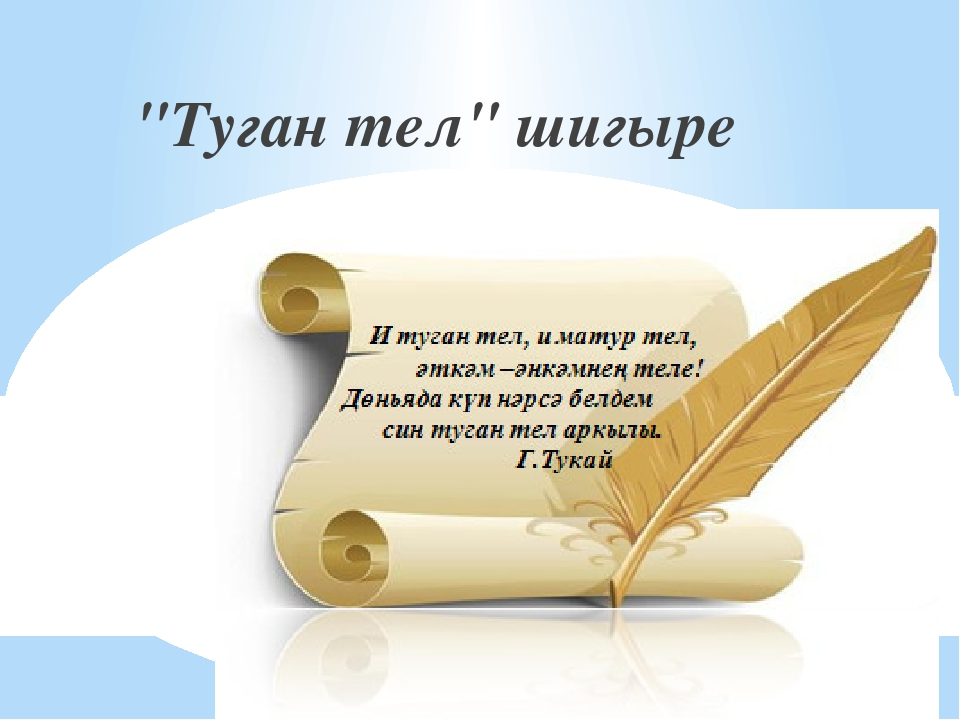 "Туган тел" шигыре
И туган тел, и матур тел,
әткәм –әнкәмнең теле!
Дөньяда күп нәрсә белдем
син туган тел аркылы.
Г.Тукай